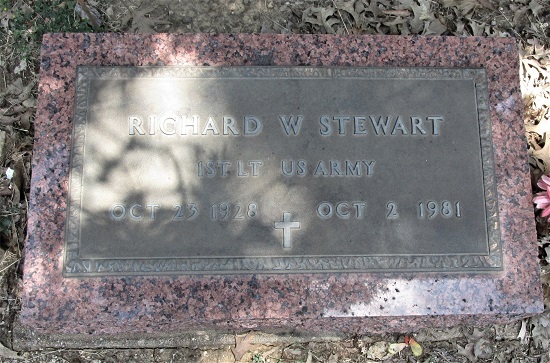 RICHARD W STEWART
1ST LT US ARMY
OCT 23 1928 OCT 2 1981